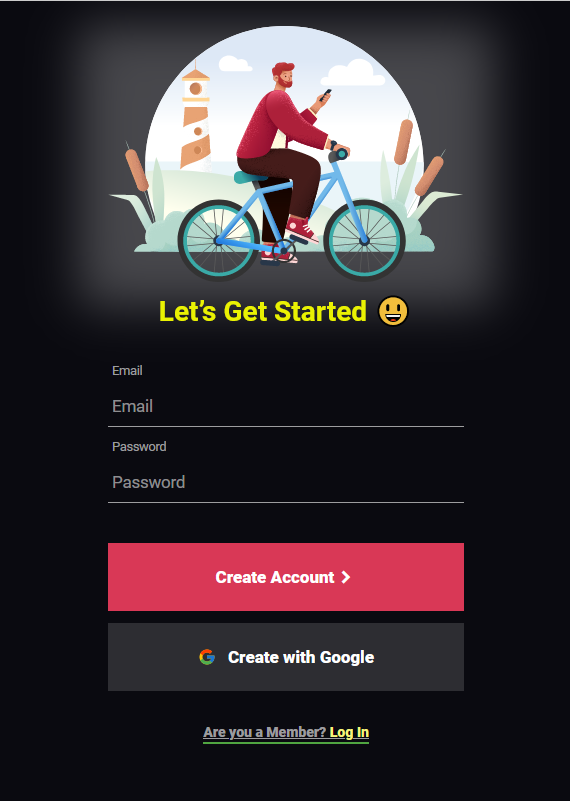 Let’s Get Started 😃
Email
Email
Password
Password
Create Account
Create with Google
Are you a Member? Log In